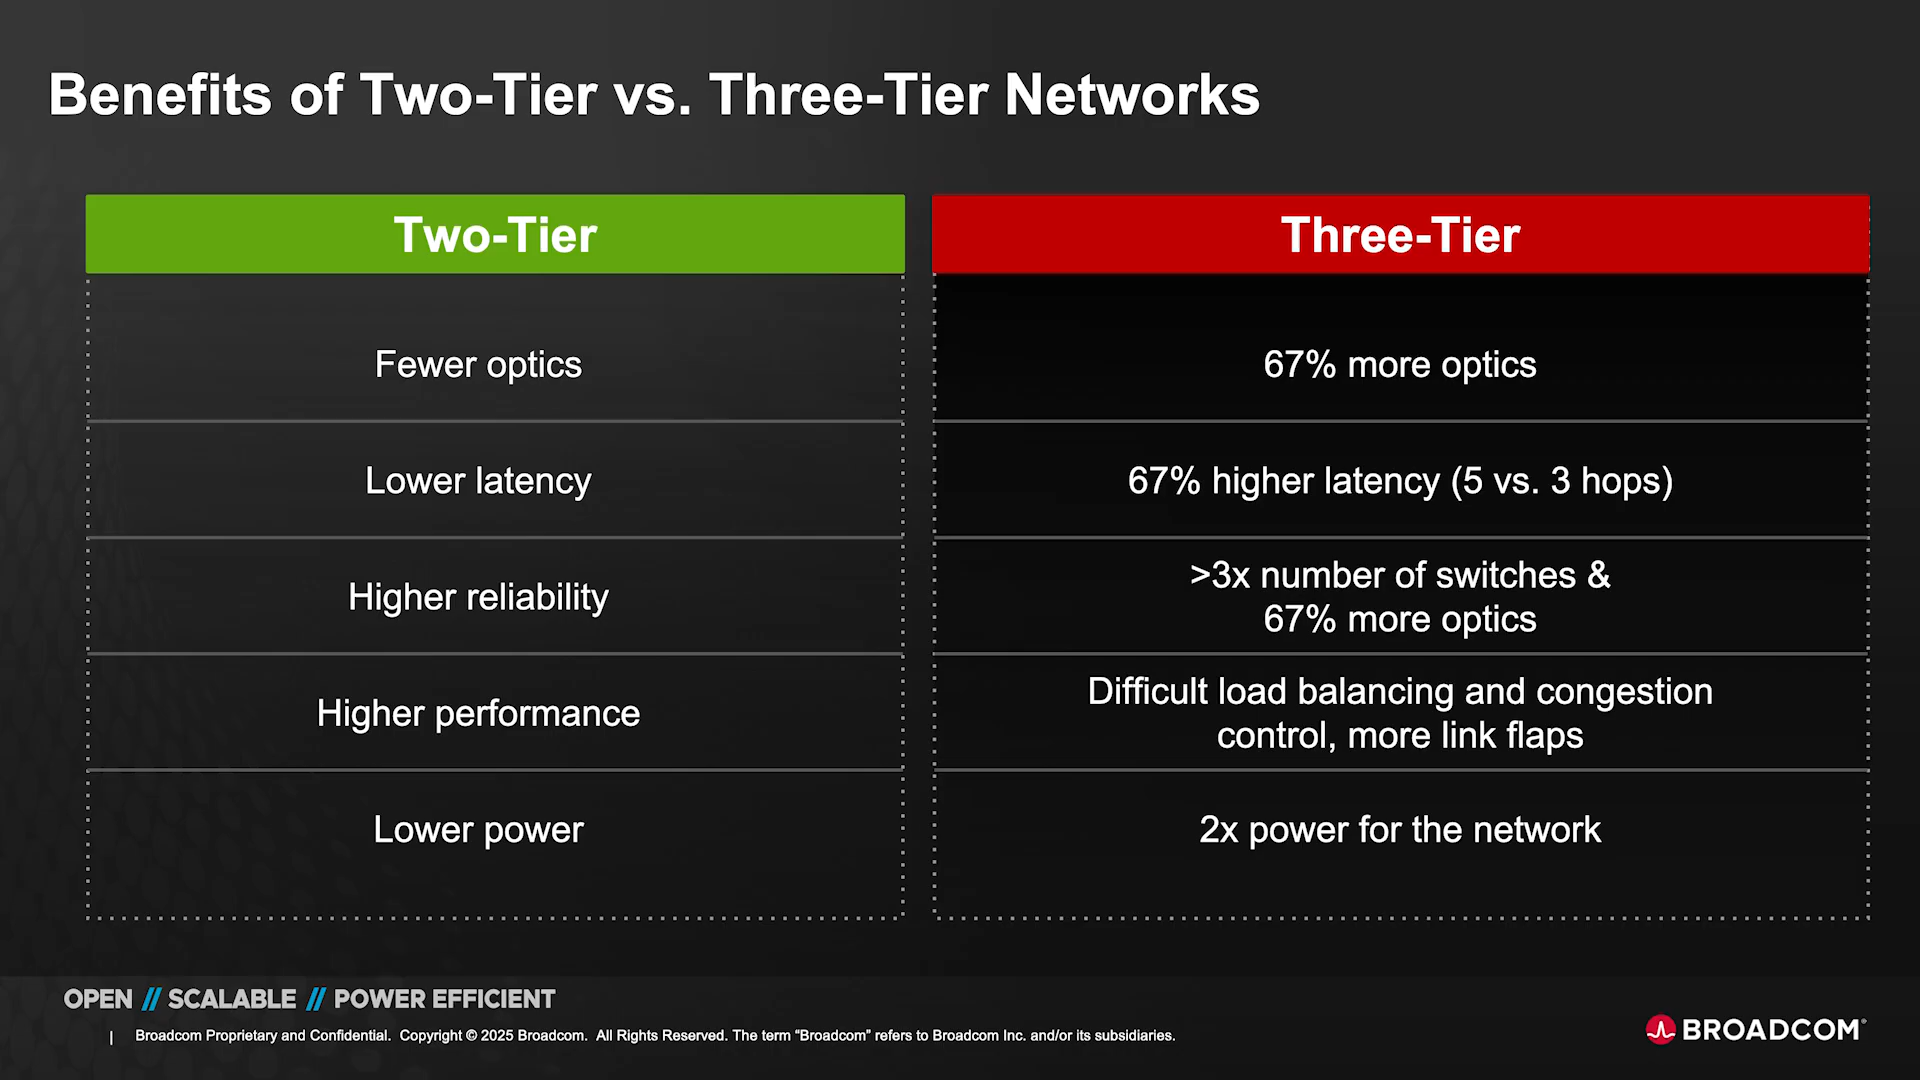 Benefits of Two-Tier vs. Three-Tier Networks
Two-Tier
Three-Tier
Fewer optics
67% more optics
Lower latency
67% higher latency (5 vs. 3 hops)
Higher reliability
>3x number of switches &
67% more optics
Higher performance
Difficult load balancing and congestion
control, more link flaps
Lower power
2x power for the network
OPEN // SCALABLE // POWER EFFICIENT
| Broadcom Proprietary and Confidential. Copyright © 2025 Broadcom. All Rights Reserved. The term “Broadcom” refers to Broadcom Inc. and/or its subsidiaries.
BROADCOM®